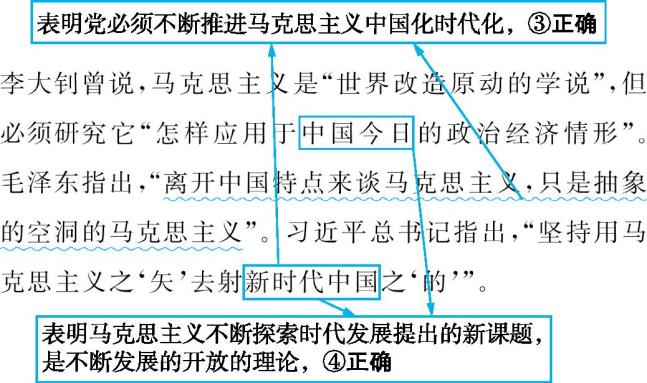 表明党必须不断推进马克思主义中国化时代化，③正确
李大钊曾说，马克思主义是“世界改造原动的学说”，但
必须研究它“怎样应用于中国今日的政治经济情形”。
毛泽东指出，“离开中国特点来谈马克思主义，只是抽象
的空洞的马克思主义”。习近平总书记指出，“坚持用马
克思主义之‘矢’去射新时代中国之‘的’”。
表明马克思主义不断探索时代发展提出的新课题，
是不断发展的开放的理论，④正确